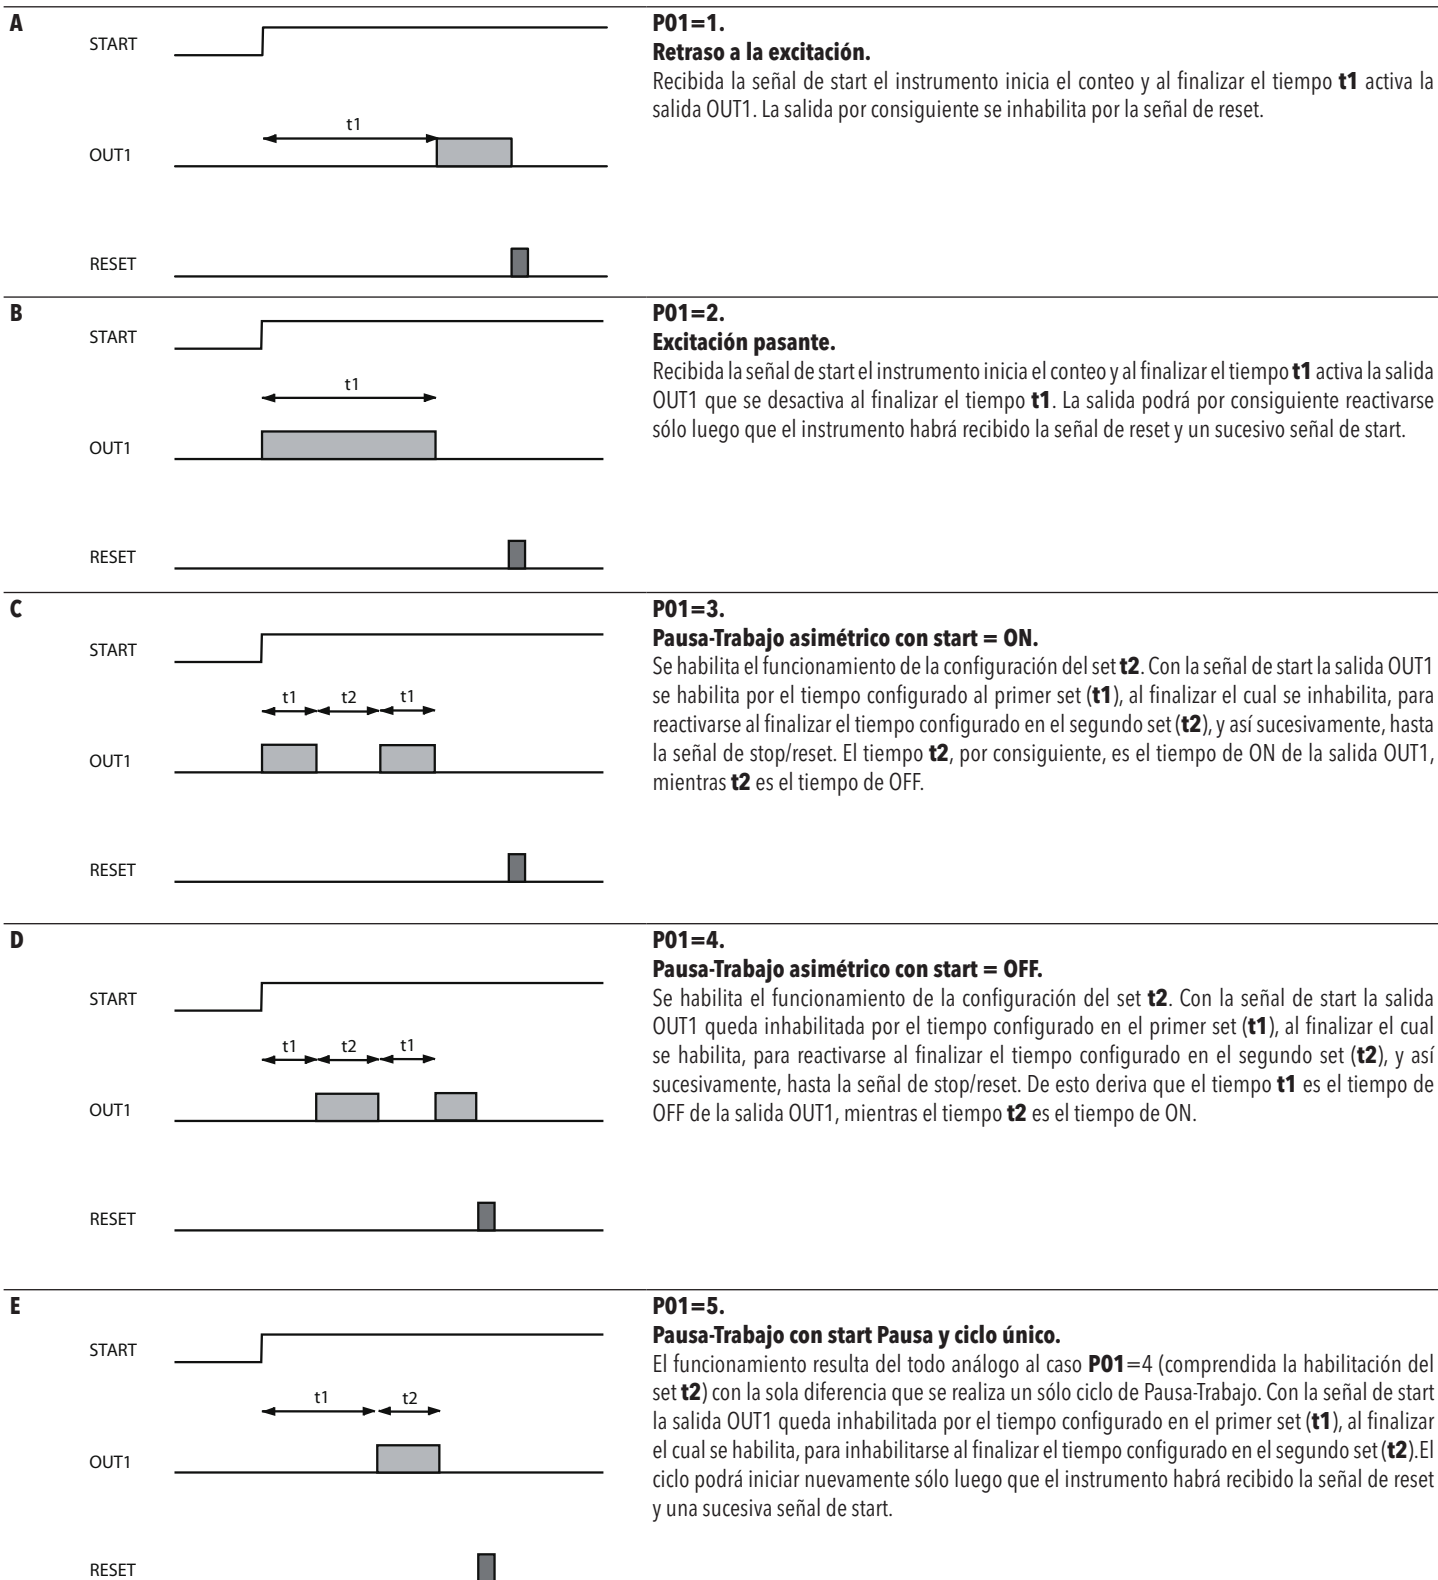 A
START
t1
OUT1
RESET
P01=1.
Retraso a la excitación.
Recibida la señal de start el instrumento inicia el conteo y al finalizar el tiempo t1 activa la
salida OUT1. La salida por consiguiente se inhabilita por la señal de reset.
B
START
t1
OUT1
RESET
P01=2.
Excitación pasante.
Recibida la señal de start el instrumento inicia el conteo y al finalizar el tiempo t1 activa la salida
OUT1 que se desactiva al finalizar el tiempo t1. La salida podrá por consiguiente reactivarse
sólo luego que el instrumento habrá recibido la señal de reset y un sucesivo señal de start.
C
START
t1 t2 t1
OUT1
RESET
P01=3.
Pausa-Trabajo asimétrico con start = ON.
Se habilita el funcionamiento de la configuración del set t2. Con la señal de start la salida OUT1
se habilita por el tiempo configurado al primer set (t1), al finalizar el cual se inhabilita, para
reactivarse al finalizar el tiempo configurado en el segundo set (t2), y así sucesivamente, hasta
la señal de stop/reset. El tiempo t2, por consiguiente, es el tiempo de ON de la salida OUT1,
mientras t2 es el tiempo de OFF.
D
START
t1 t2 t1
OUT1
RESET
P01=4.
Pausa-Trabajo asimétrico con start = OFF.
Se habilita el funcionamiento de la configuración del set t2. Con la señal de start la salida
OUT1 queda inhabilitada por el tiempo configurado en el primer set (t1), al finalizar el cual
se habilita, para reactivarse al finalizar el tiempo configurado en el segundo set (t2), y así
sucesivamente, hasta la señal de stop/reset. De esto deriva que el tiempo t1 es el tiempo de
OFF de la salida OUT1, mientras el tiempo t2 es el tiempo de ON.
E
START
t1 t2
OUT1
RESET
P01=5.
Pausa-Trabajo con start Pausa y ciclo único.
El funcionamiento resulta del todo análogo al caso P01=4 (comprendida la habilitación del
set t2) con la sola diferencia que se realiza un sólo ciclo de Pausa-Trabajo. Con la señal de start
la salida OUT1 queda inhabilitada por el tiempo configurado en el primer set (t1), al finalizar
el cual se habilita, para inhabilitarse al finalizar el tiempo configurado en el segundo set (t2).El
ciclo podrá iniciar nuevamente sólo luego que el instrumento habrá recibido la señal de reset
y una sucesiva señal de start.